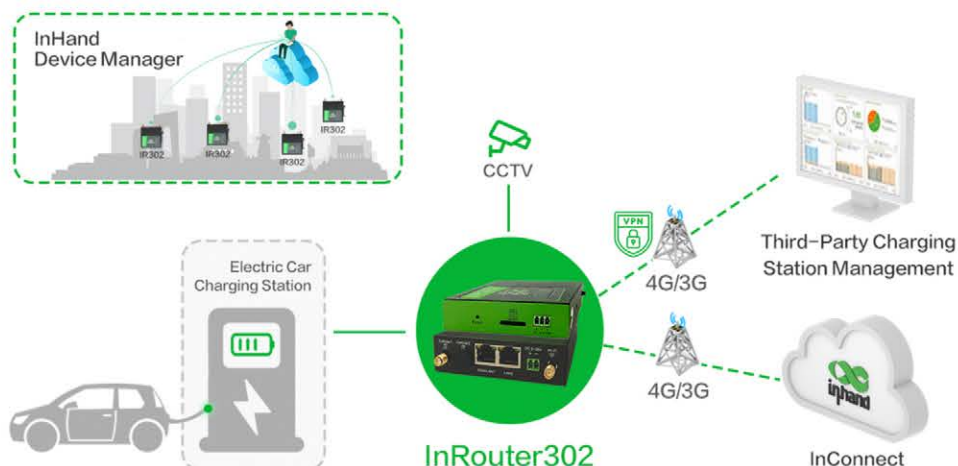 InHand
Device Manager
IR302
IR302
IR302
IR302
CCTV
VPN
4G/3G
Third-Party Charging
Station Management
Electric Car
Charging Station
4G/3G
inhand
InRouter302
InConnect